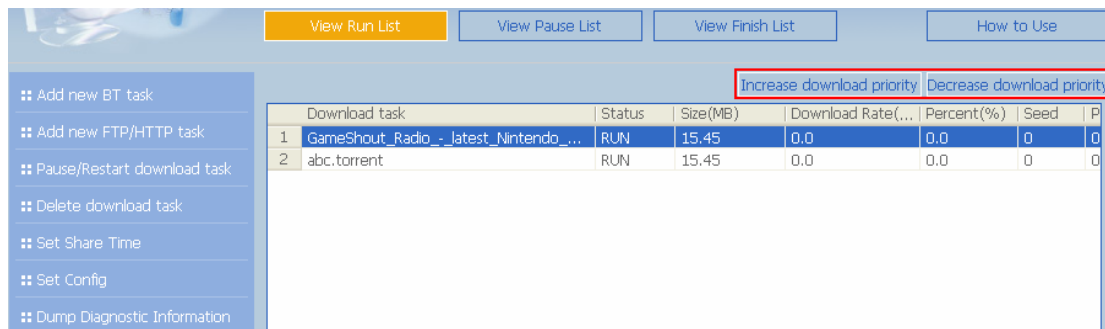 View Run List View Pause List View Finish List How to Use
Increase download priority Decrease download priority
Add new BT task
Add new FTP/HTTP task
Pause/Restart download task
Delete download task
Set Share Time
Set Config
Dump Diagnostic Information
Download task Status Size(MB) Download Rate(... Percent(%) Seed P
1 GameShout_Radio_-_latest_Nintendo_... RUN 15.45 0.0 0.0 0 0
2 abc.torrent RUN 15.45 0.0 0.0 0 0